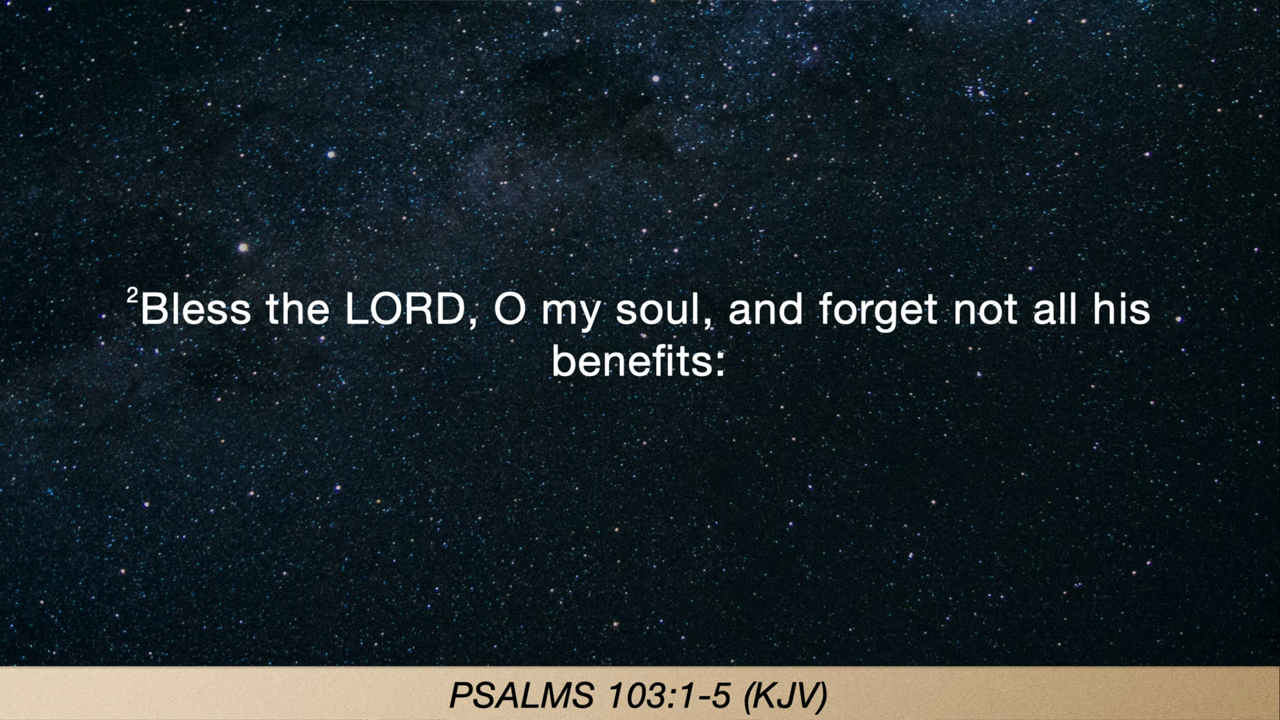 ²Bless the LORD, O my soul, and forget not all his
benefits:
PSALMS 103:1-5 (KJV)